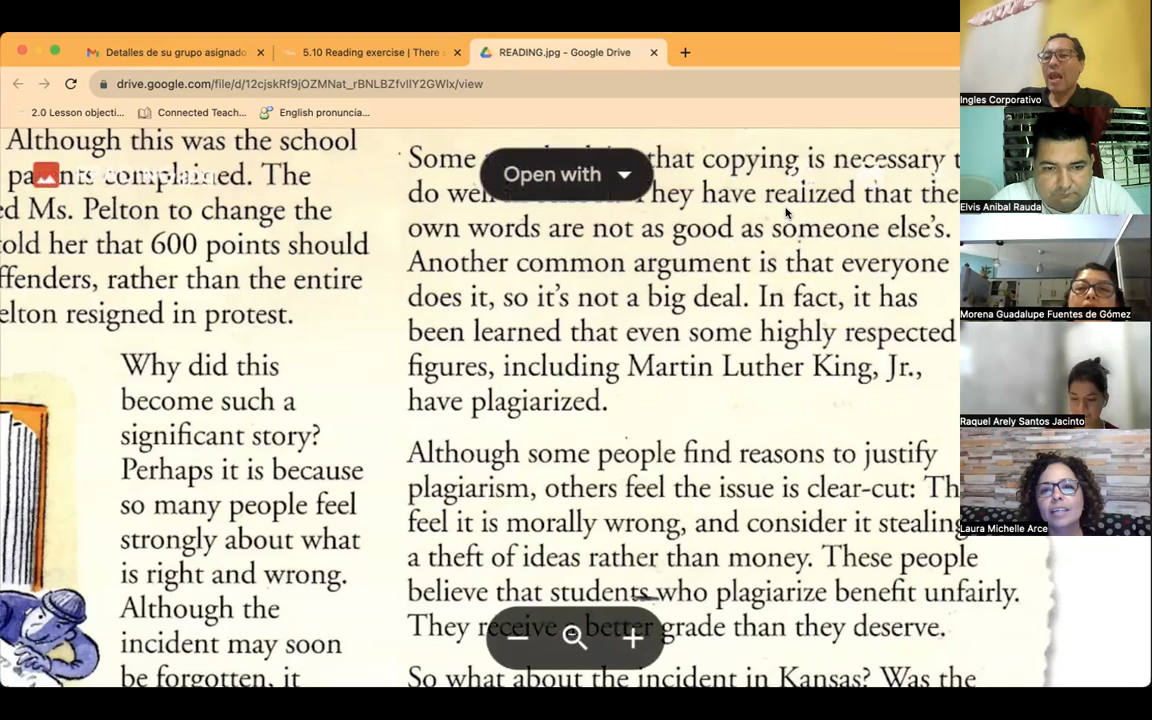 Detalles de su grupo asignado
5.10 Reading exercise | There
READING.jpg - Google Drive
drive.google.com/file/d/12cjskRf9jOZMNat_rBNLBZfvIlY2GWlx/view
2.0 Lesson objecti...
Connected Teach...
English pronuncia...
Although this was the school
complained. The
ed Ms. Pelton to change the
told her that 600 points should
ffenders, rather than the entire
elton resigned in protest.
Why did this
become such a
significant story?
Perhaps it is because
so many people feel
strongly about what
is right and wrong.
Although the
incident may soon
be forgotten, it
Open with
Some that copying is necessary t
do well They have realized that the
own words are not as good as someone else's.
Another common argument is that everyone
does it, so it's not a big deal. In fact, it has
been learned that even some highly respected
figures, including Martin Luther King, Jr.,
have plagiarized.
Although some people find reasons to justify
plagiarism, others feel the issue is clear-cut: Th
feel it is morally wrong, and consider it stealing
a theft of ideas rather than money. These people
believe that students who plagiarize benefit unfairly.
They receive a better grade than they deserve.
So what about the incident in Kansas? Was the
Ingles Corporativo
Elvis Anibal Rauda
Morena Guadalupe Fuentes de Gómez
Raquel Arely Santos Jacinto
Laura Michelle Arce